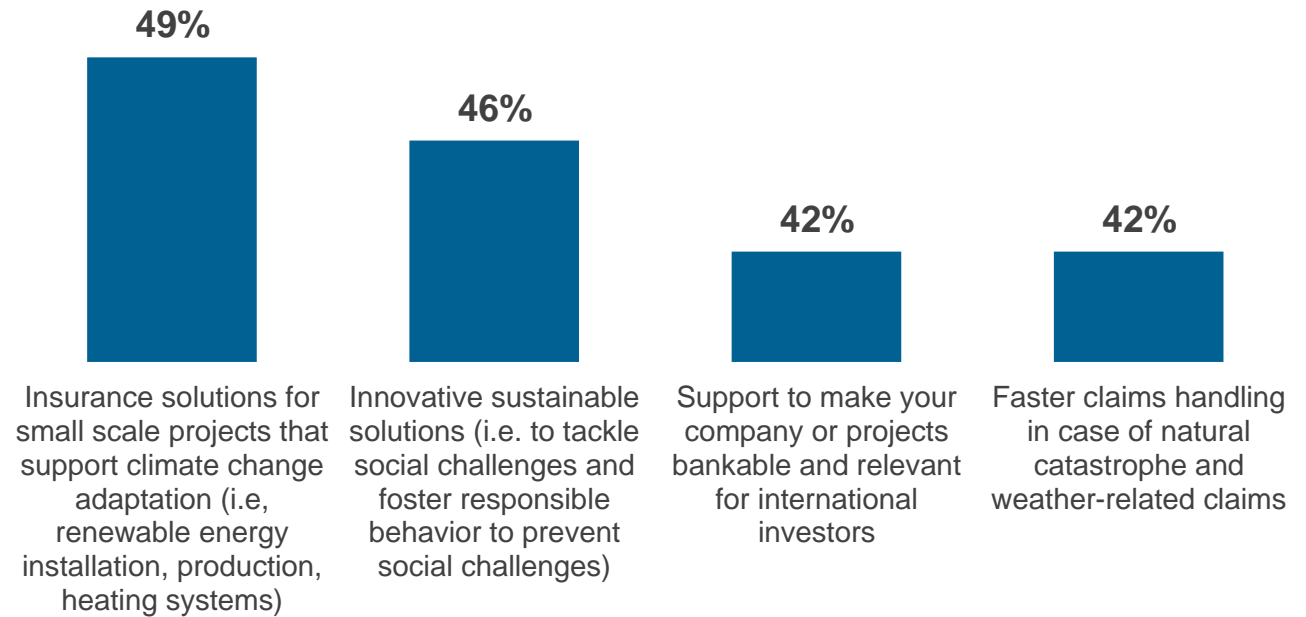 49%
46%
42%
42%
Insurance solutions for
small scale projects that
support climate change
adaptation (i.e,
renewable energy
installation, production,
heating systems)
Innovative sustainable
solutions (i.e. to tackle
social challenges and
foster responsible
behavior to prevent
social challenges)
Support to make your
company or projects
bankable and relevant
for international
investors
Faster claims handling
in case of natural
catastrophe and
weather-related claims